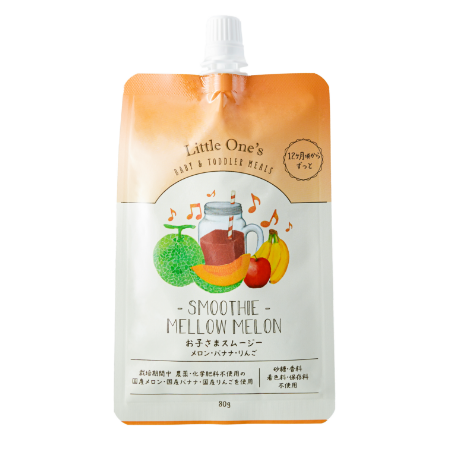 Little One's
BABY & TODDLER MEALS
12ヶ月頃から
ずっと
- SMOOTHIE -
MELLOW MELON
お子さまスムージー
メロン・バナナ・りんご
栽培期間中 農薬・化学肥料不使用の
国産メロン・国産バナナ・国産りんごを使用
砂糖・香料
着色料・保存料
不使用
80g